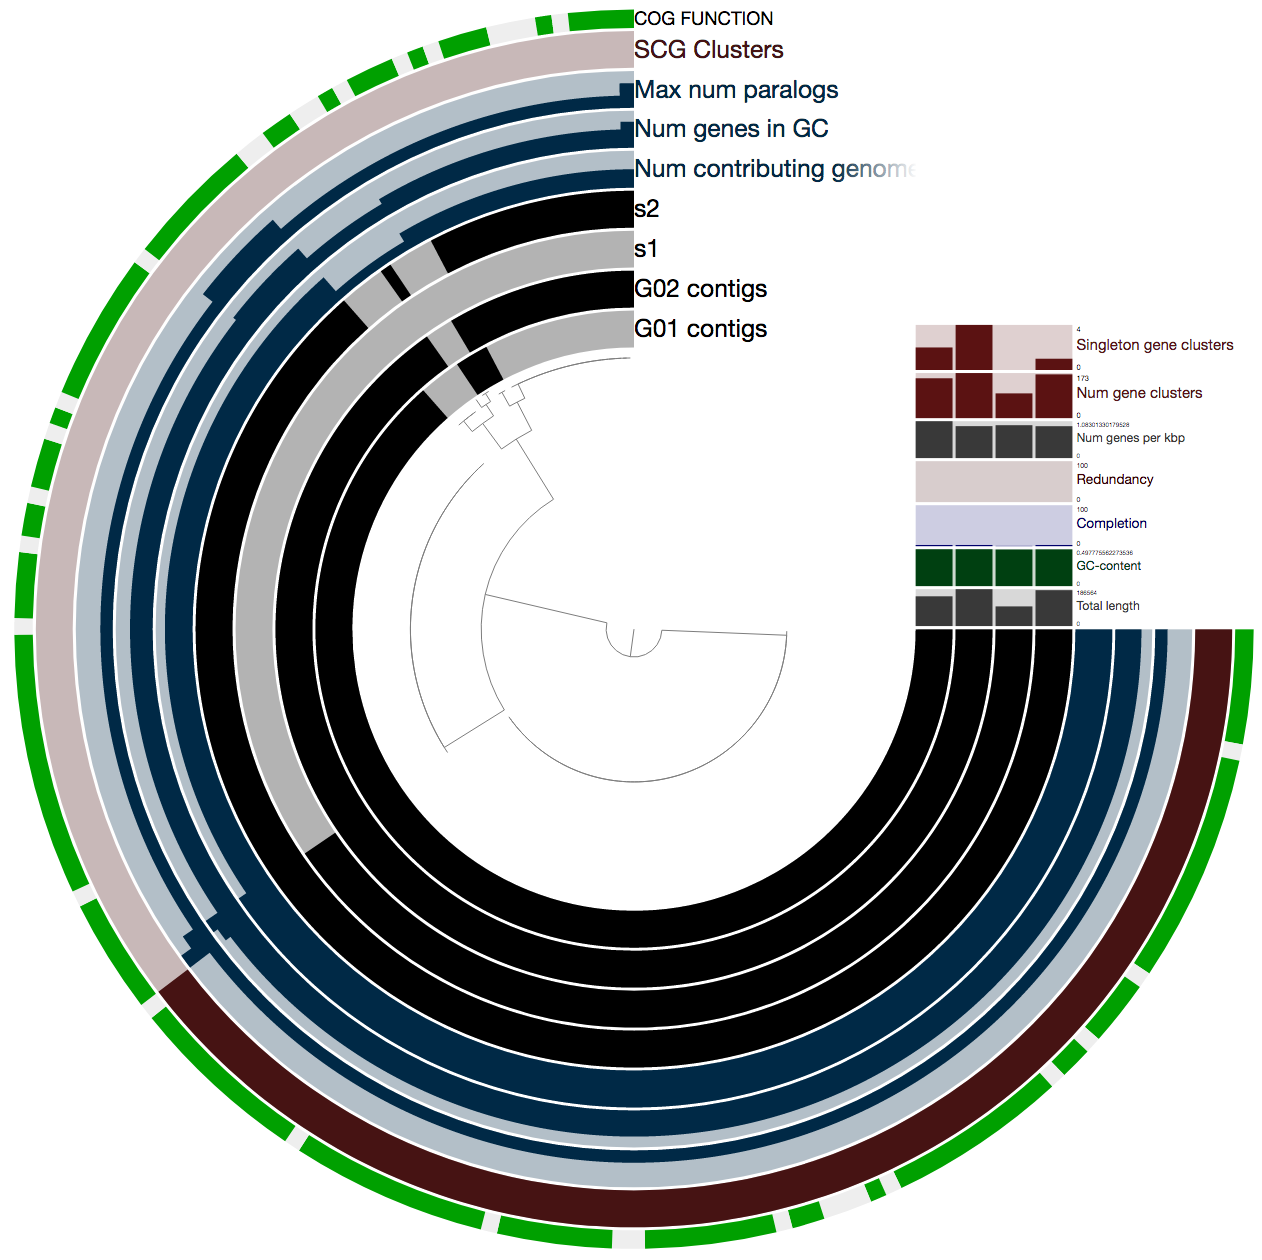 COG FUNCTION
SCG Clusters
Max num paralogs
Num genes in GC
Num contributing genome
s2
s1
G02 contigs
G01 contigs
4
Singleton gene clusters
0
173
Num gene clusters
0
1.08301330179528
Num genes per kbp
0
100
Redundancy
0
100
Completion
0
0.497775562273536
GC-content
0
186564
Total length
0